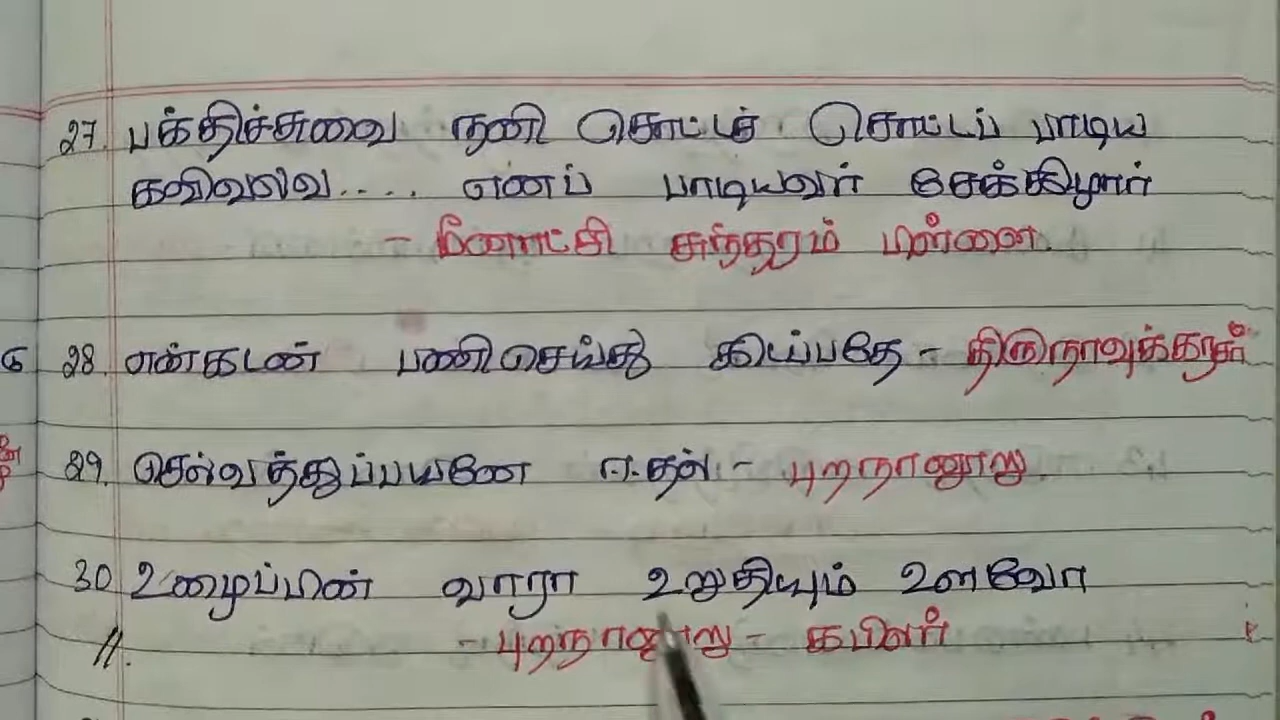 27. பக்திச்சுவை நனி சொட்டச் சொட்டப் பாடிய
கவிவலவ.... எனப் பாடியவர் சேக்கிழார்
- மீனாட்சி சுந்தரம் பிள்ளை.
28. என்கடன் பணிசெய்து கிடப்பதே - திருநாவுக்கரசர்
29. செல்வத்துப்பயனே ஈதல் - புறநானூறு
30 உழைப்பின் வாரா உறுதியும் உளவோ
- புறநானூறு - கபிலர்
11.